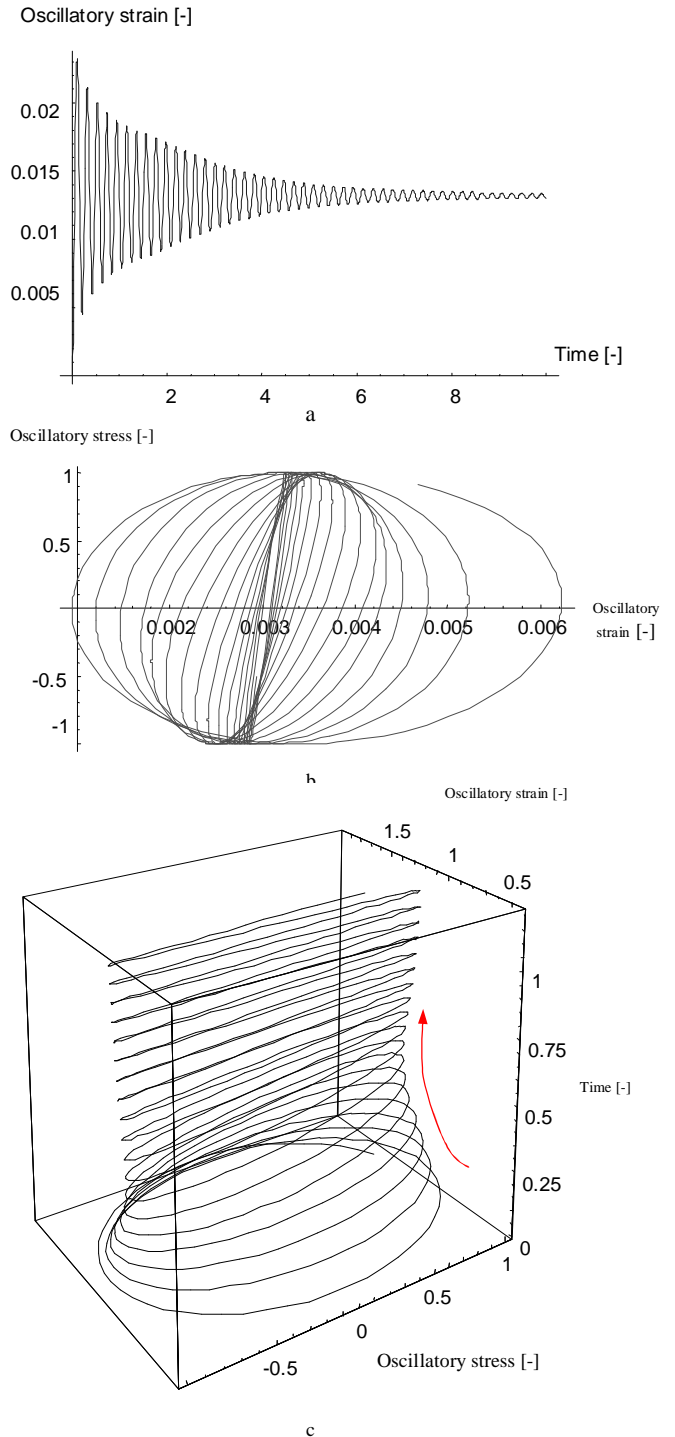 Oscillatory strain [-]
0.02
0.015
0.01
0.005
Time [-]
2 4 6 8
a
Oscillatory stress [-]
1
0.5
Oscillatory
strain [-]
0.002 0.003 0.004 0.005 0.006
-0.5
-1
b
Oscillatory strain [-]
1.5
1
0.5
1
0.75
Time [-]
0.5
0.25
0
1
0.5
0
-0.5
Oscillatory stress [-]
c